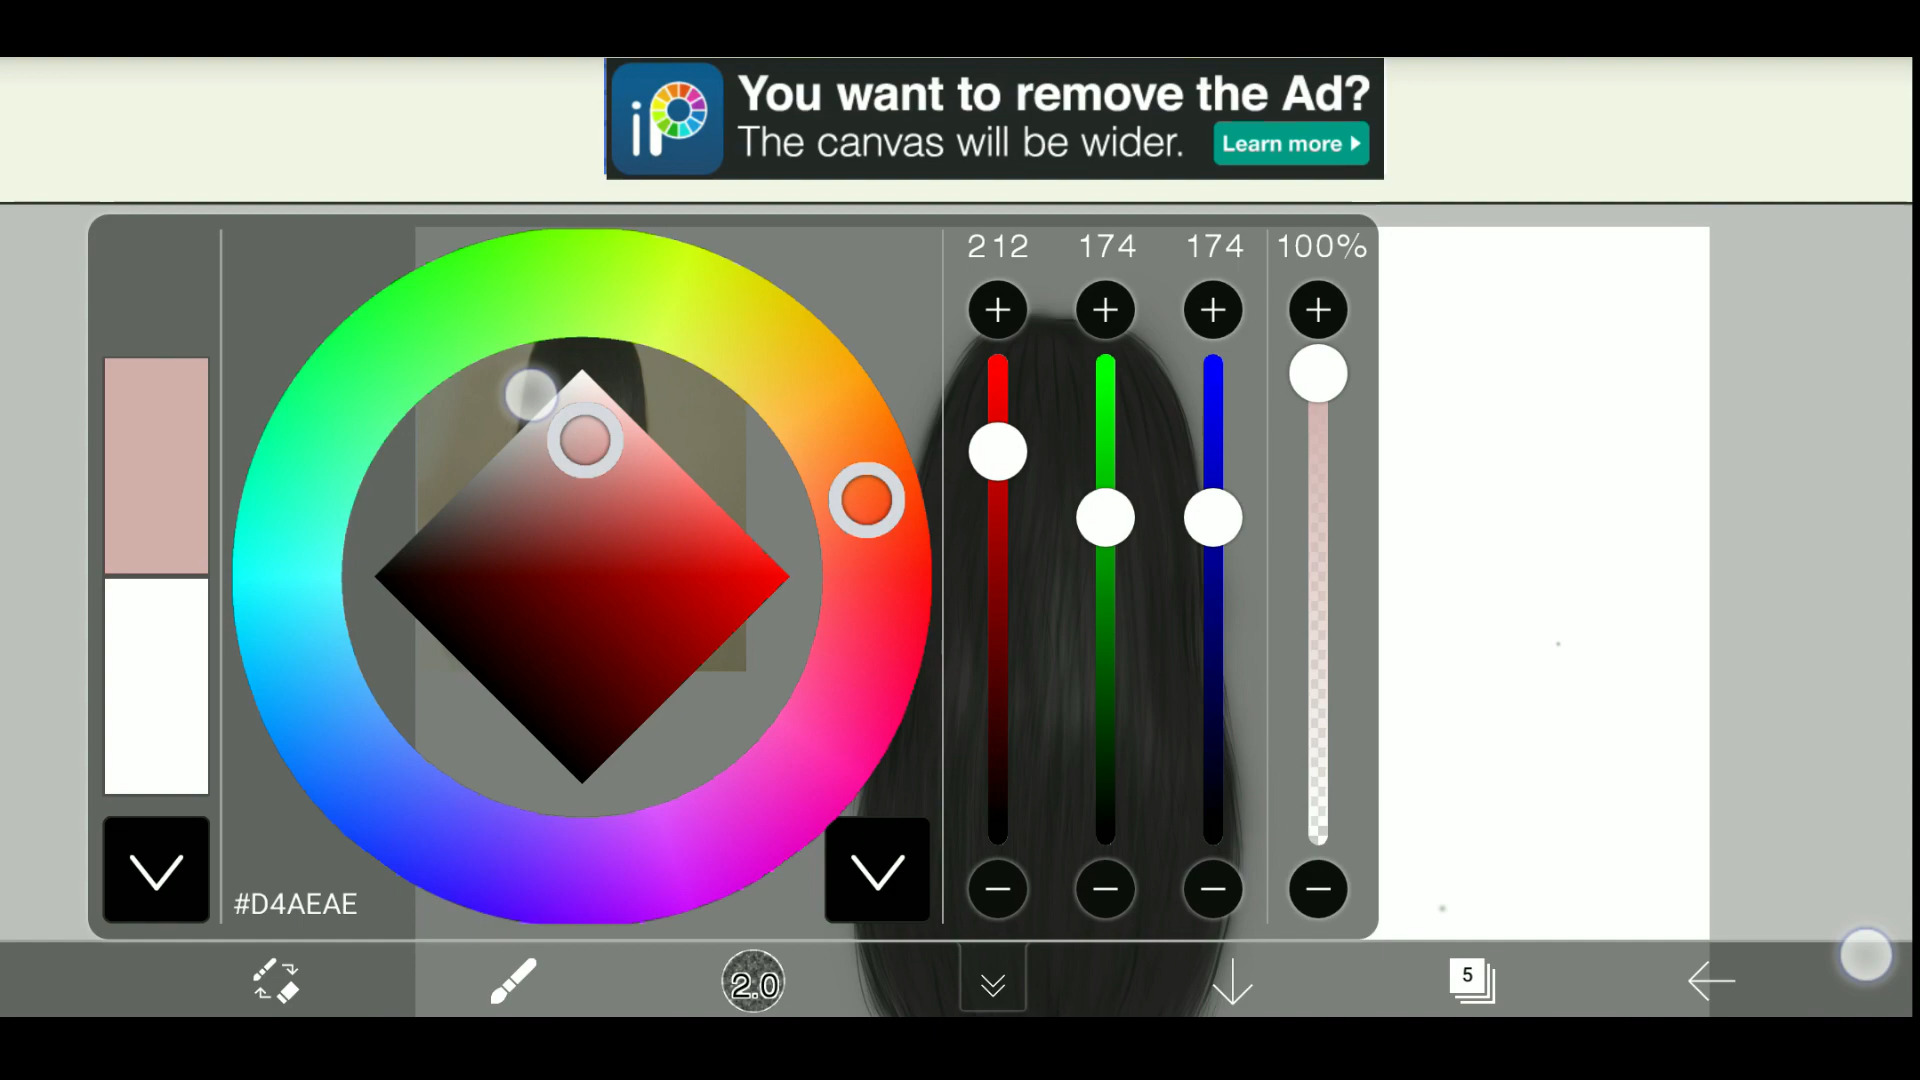 iP
You want to remove the Ad?
The canvas will be wider.
Learn more
212 174 174 100%
#D4AEAE
2.0
5